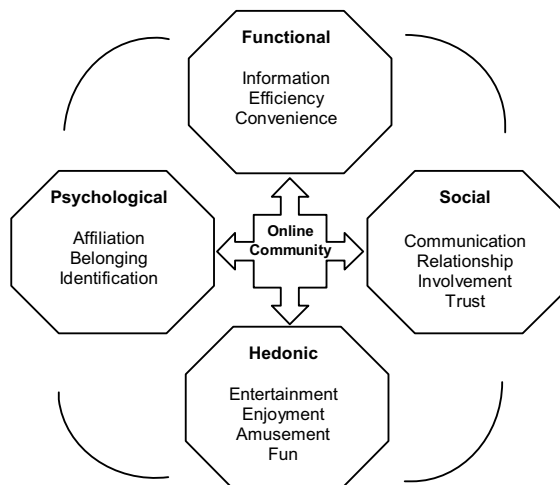 Functional
Information
Efficiency
Convenience
Psychological
Affiliation
Belonging
Identification
Online
Community
Social
Communication
Relationship
Involvement
Trust
Hedonic
Entertainment
Enjoyment
Amusement
Fun